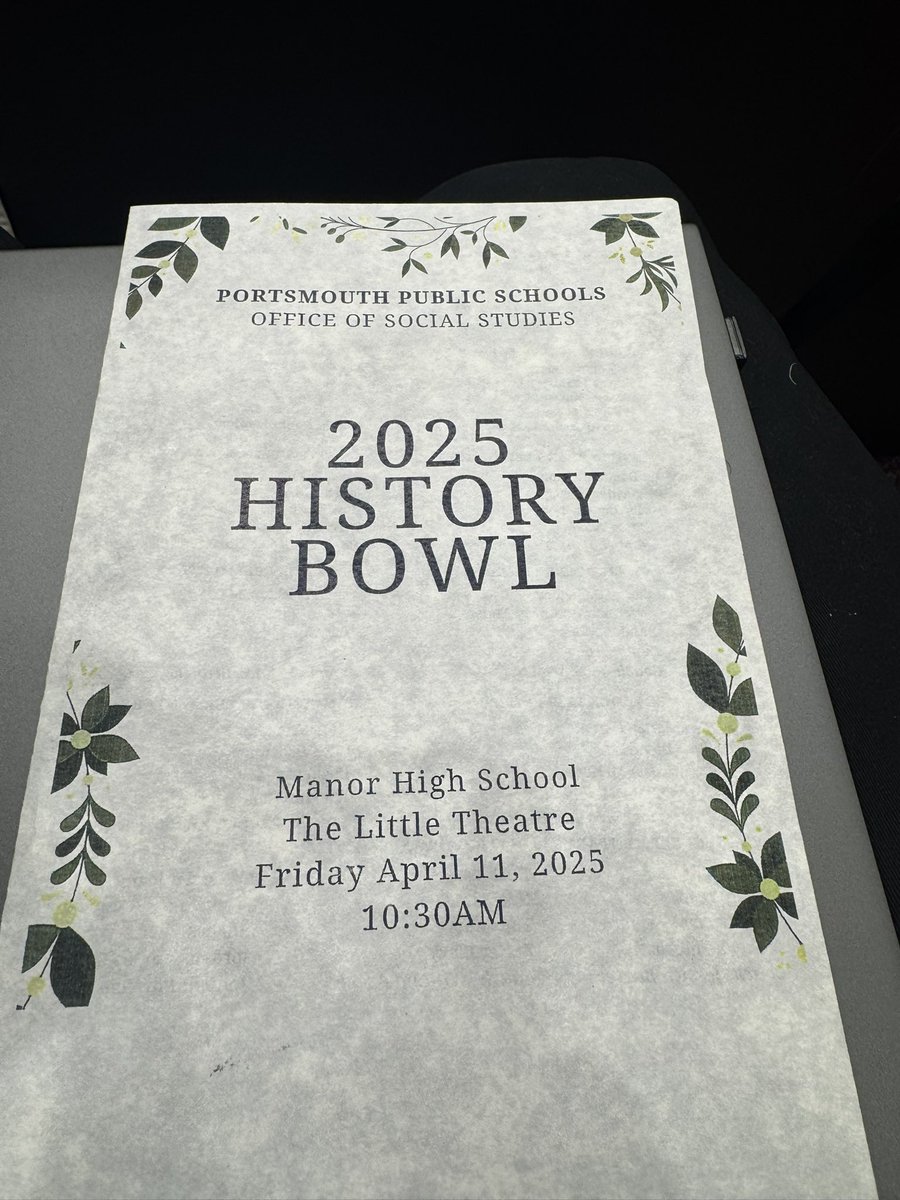 PORTSMOUTH PUBLIC SCHOOLS
OFFICE OF SOCIAL STUDIES
2025
HISTORY
BOWL
Manor High School
The Little Theatre
Friday April 11, 2025
10:30AM